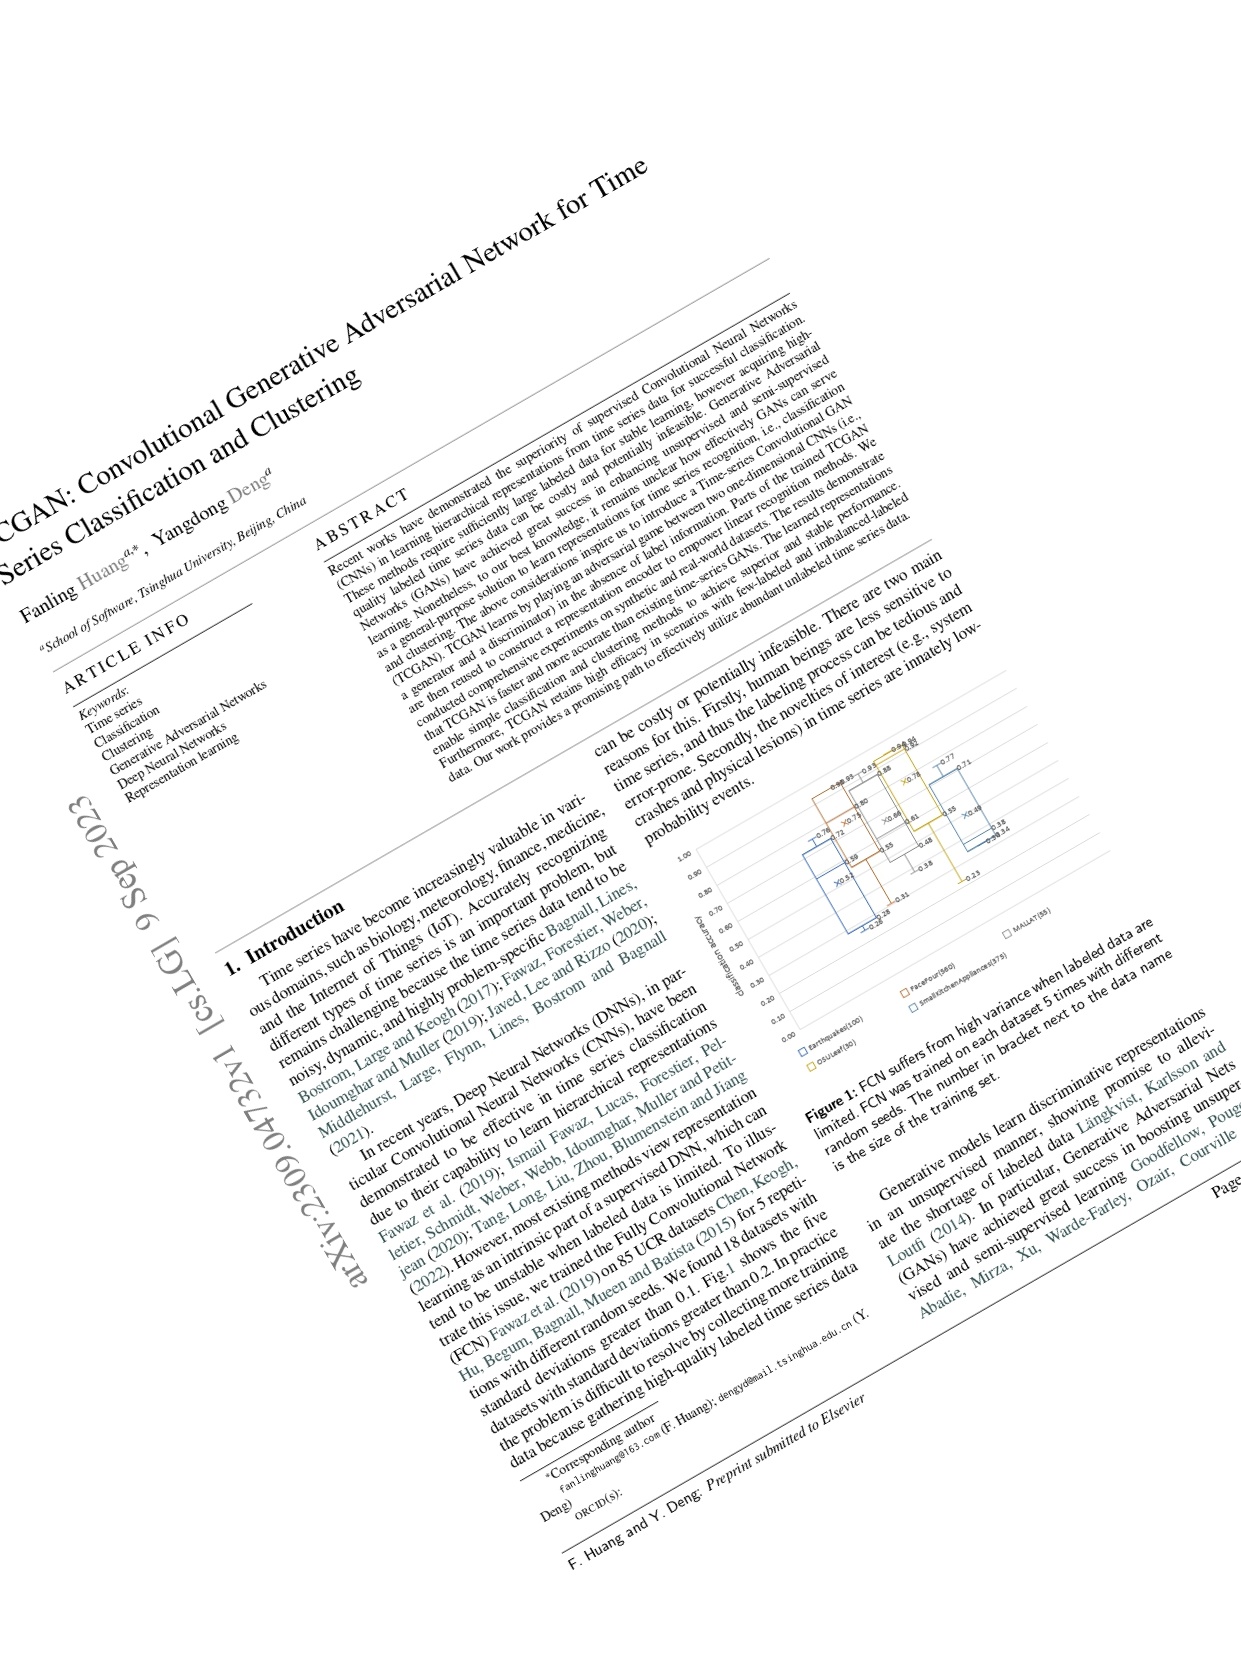 CGAN: Convolutional Generative Adversarial Network for Time
Series Classification and Clustering
Fanling Huang^{a,*}, Yangdong Deng^{a}
^{a}School of Software, Tsinghua University, Beijing, China
ARTICLE INFO
Keywords:
Time series
Classification
Clustering
Generative Adversarial Networks
Deep Neural Networks
Representation learning
ABSTRACT
Recent works have demonstrated the superiority of supervised Convolutional Neural Networks
(CNNs) in learning hierarchical representations from time series data for successful classification.
These methods require sufficiently large labeled data for stable learning, however acquiring high-
quality labeled time series data can be costly and potentially infeasible. Generative Adversarial
Networks (GANs) have achieved great success in enhancing unsupervised and semi-supervised
learning. Nonetheless, to our best knowledge, it remains unclear how effectively GANs can serve
as a general-purpose solution to learn representations for time series recognition, i.e., classification
and clustering. The above considerations inspire us to introduce a Time-series Convolutional GAN
(TCGAN). TCGAN learns by playing an adversarial game between two one-dimensional CNNs (i.e.,
a generator and a discriminator) in the absence of label information. Parts of the trained TCGAN
are then reused to construct a representation encoder to empower linear recognition methods. We
conducted comprehensive experiments on synthetic and real-world datasets. The results demonstrate
that TCGAN is faster and more accurate than existing time-series GANs. The learned representations
enable simple classification and clustering methods to achieve superior and stable performance.
Furthermore, TCGAN retains high efficacy in scenarios with few-labeled and imbalanced-labeled
data. Our work provides a promising path to effectively utilize abundant unlabeled time series data.
arXiv:2309.04732v1 [cs.LG] 9 Sep 2023
1. Introduction
Time series have become increasingly valuable in vari-
ous domains, such as biology, meteorology, finance, medicine,
and the Internet of Things (IoT). Accurately recognizing
different types of time series is an important problem, but
remains challenging because the time series data tend to be
noisy, dynamic, and highly problem-specific Bagnall, Lines,
Bostrom, Large and Keogh (2017); Fawaz, Forestier, Weber,
Idoumghar and Muller (2019); Javed, Lee and Rizzo (2020);
Middlehurst, Large, Flynn, Lines, Bostrom and Bagnall
(2021).
In recent years, Deep Neural Networks (DNNs), in par-
ticular Convolutional Neural Networks (CNNs), have been
demonstrated to be effective in time series classification
due to their capability to learn hierarchical representations
Fawaz et al. (2019); Ismail Fawaz, Lucas, Forestier, Pel-
letier, Schmidt, Weber, Webb, Idoumghar, Muller and Petit-
jean (2020); Tang, Long, Liu, Zhou, Blumenstein and Jiang
(2022). However, most existing methods view representation
learning as an intrinsic part of a supervised DNN, which can
tend to be unstable when labeled data is limited. To illus-
trate this issue, we trained the Fully Convolutional Network
(FCN) Fawaz et al. (2019) on 85 UCR datasets Chen, Keogh,
Hu, Begum, Bagnall, Mueen and Batista (2015) for 5 repeti-
tions with different random seeds. We found 18 datasets with
standard deviations greater than 0.1. Fig.1 shows the five
datasets with standard deviations greater than 0.2. In practice
the problem is difficult to resolve by collecting more training
data because gathering high-quality labeled time series data
*Corresponding author
fanlinghuang@163.com (F. Huang); dengyd@mail.tsinghua.edu.cn (Y.
Deng)
ORCID(s):
can be costly or potentially infeasible. There are two main
reasons for this. Firstly, human beings are less sensitive to
time series, and thus the labeling process can be tedious and
error-prone. Secondly, the novelties of interest (e.g., system
crashes and physical lesions) in time series are innately low-
probability events.
1.00
0.90
0.80
0.70
0.60
0.50
0.40
0.30
0.20
0.10
0.00
Classification accuracy
0.76
0.72
0.28
0.26
0.80
0.73
0.59
0.31
0.93
0.88
0.66
0.55
0.48
0.38
0.92
0.78
0.61
0.55
0.23
0.77
0.71
0.49
0.38
0.34
Earthquakes(100)
FaceFour(560)
MALLAT(55)
OSULeaf(30)
SmallKitchenAppliances(375)
Figure 1: FCN suffers from high variance when labeled data are
limited. FCN was trained on each dataset 5 times with different
random seeds. The number in bracket next to the data name
is the size of the training set.
Generative models learn discriminative representations
in an unsupervised manner, showing promise to allevi-
ate the shortage of labeled data Längkvist, Karlsson and
Loutfi (2014). In particular, Generative Adversarial Nets
(GANs) have achieved great success in boosting unsuper
vised and semi-supervised learning Goodfellow, Pouge
Abadie, Mirza, Xu, Warde-Farley, Ozair, Courville
F. Huang and Y. Deng: Preprint submitted to Elsevier
Page